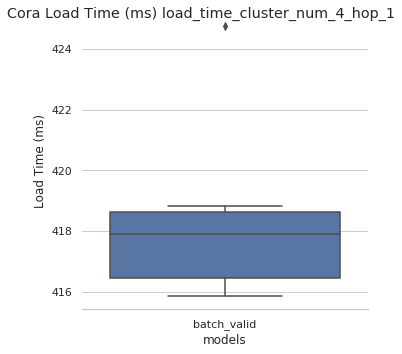 Cora Load Time (ms) load_time_cluster_num_4_hop_1
424
422
420
418
416
Load Time (ms)
batch_valid
models